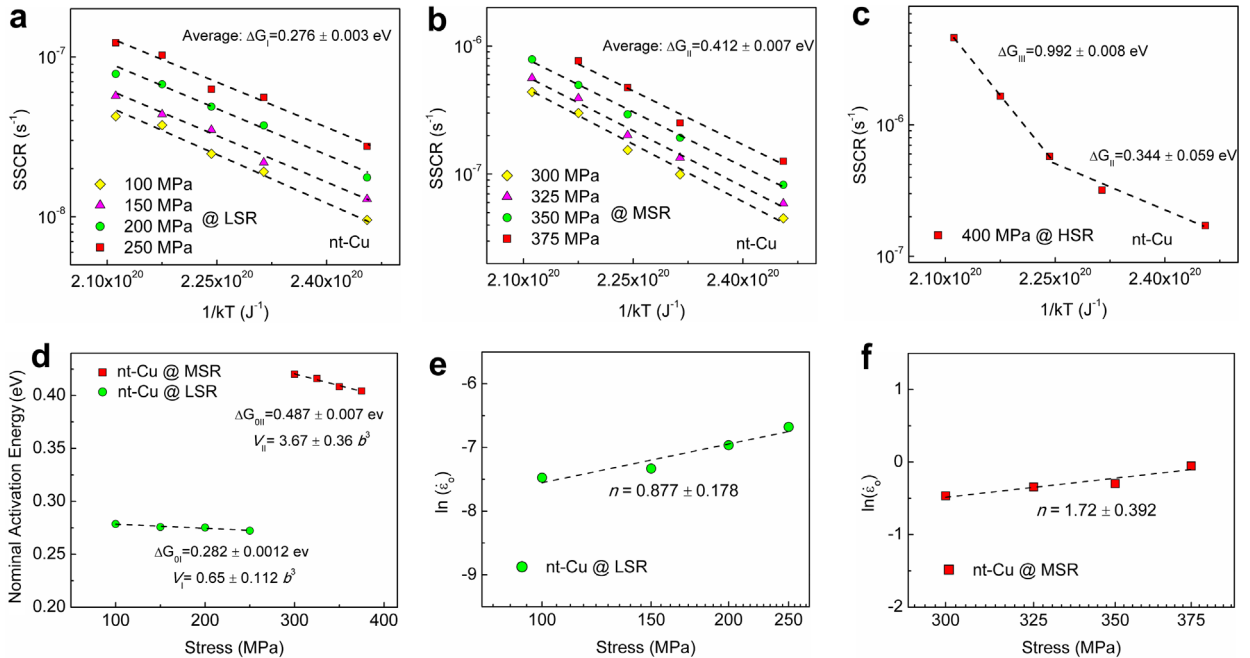 a
Average: ΔG_I=0.276 ± 0.003 eV
10⁻⁷
10⁻⁸
SSCR (s⁻¹)
100 MPa
150 MPa
200 MPa
250 MPa
@ LSR
nt-Cu
2.10x10²⁰
2.25x10²⁰
2.40x10²⁰
1/kT (J⁻¹)
b
Average: ΔG_II=0.412 ± 0.007 eV
10⁻⁶
10⁻⁷
SSCR (s⁻¹)
300 MPa
325 MPa
350 MPa
375 MPa
@ MSR
nt-Cu
2.10x10²⁰
2.25x10²⁰
2.40x10²⁰
1/kT (J⁻¹)
c
ΔG_III=0.992 ± 0.008 eV
ΔG_II=0.344 ± 0.059 eV
10⁻⁵
10⁻⁶
10⁻⁷
SSCR (s⁻¹)
400 MPa @ HSR
nt-Cu
2.10x10²⁰
2.25x10²⁰
2.40x10²⁰
1/kT (J⁻¹)
d
nt-Cu @ MSR
nt-Cu @ LSR
ΔG_0II=0.487 ± 0.007 ev
V_II= 3.67 ± 0.36 b³
ΔG_0I=0.282 ± 0.0012 ev
V_I= 0.65 ± 0.112 b³
0.40
0.35
0.30
0.25
0.20
Nominal Activation Energy (eV)
100
150
200
250
300
350
400
Stress (MPa)
e
-6
-7
-8
-9
ln (ε̇_o)
n = 0.877 ± 0.178
nt-Cu @ LSR
100
150
200
250
Stress (MPa)
f
1
0
-1
-2
ln(ε̇_o)
n = 1.72 ± 0.392
nt-Cu @ MSR
300
325
350
375
Stress (MPa)